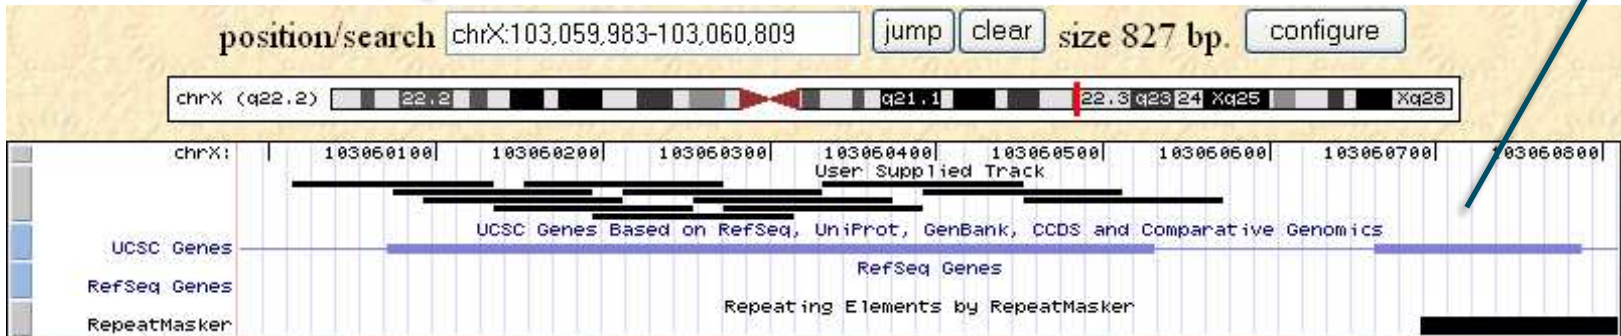 position/search chrX:103,059,983-103,060,809 jump clear size 827 bp. configure
chrX (q22.2) 22.2 q21.1 22.3 q23 24 Xq25 Xq28
chrX: | 103060100| 103060200| 103060300| 103060400| 103060500| 103060600| 103060700| 103060800|
User Supplied Track
UCSC Genes Based on RefSeq, UniProt, GenBank, CCDS and Comparative Genomics
UCSC Genes
RefSeq Genes
RefSeq Genes
Repeating Elements by RepeatMasker
RepeatMasker